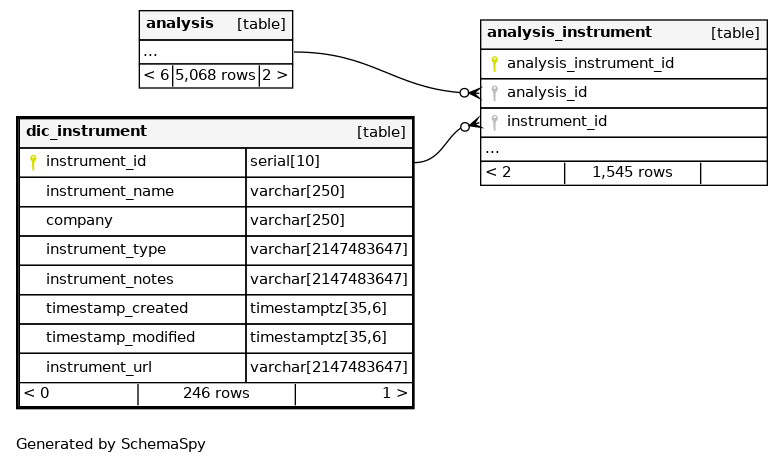 analysis [table]
...
< 6 5,068 rows 2 >
analysis_instrument [table]
analysis_instrument_id
analysis_id
instrument_id
...
< 2 1,545 rows
dic_instrument [table]
instrument_id serial[10]
instrument_name varchar[250]
company varchar[250]
instrument_type varchar[2147483647]
instrument_notes varchar[2147483647]
timestamp_created timestamptz[35,6]
timestamp_modified timestamptz[35,6]
instrument_url varchar[2147483647]
< 0 246 rows 1 >
Generated by SchemaSpy